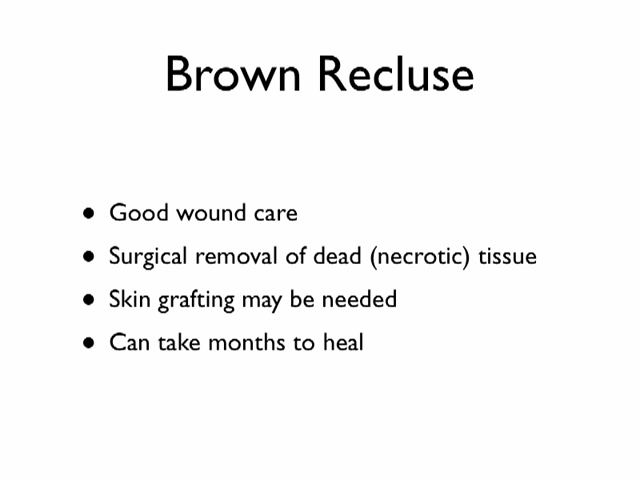 Brown Recluse
• Good wound care
• Surgical removal of dead (necrotic) tissue
• Skin grafting may be needed
• Can take months to heal